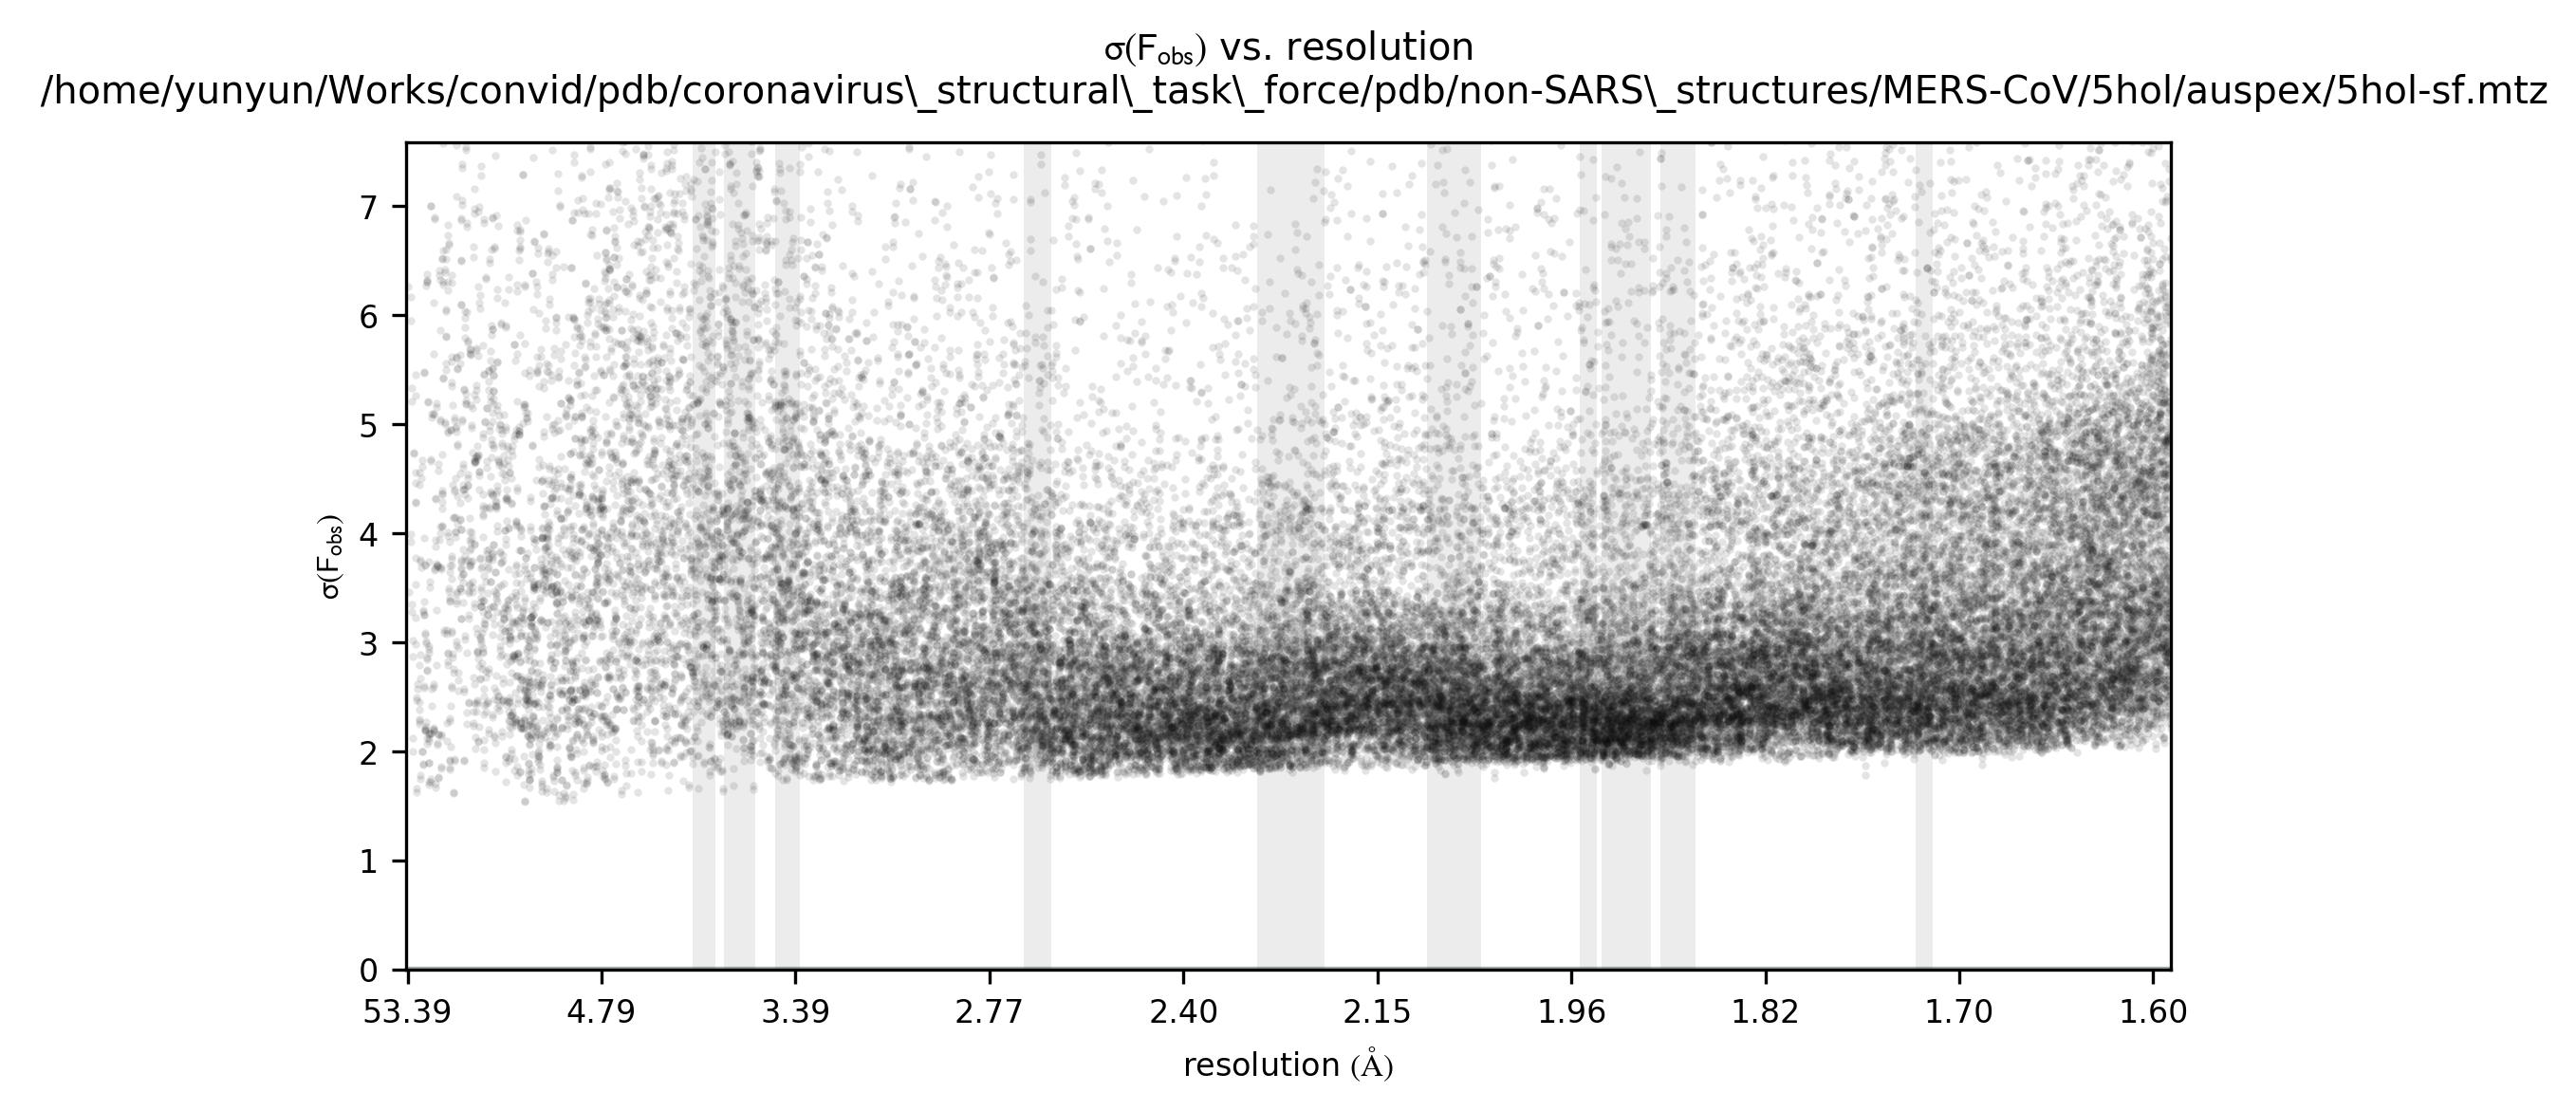 σ(Fobs) vs. resolution
/home/yunyun/Works/convid/pdb/coronavirus\_structural\_task\_force/pdb/non-SARS\_structures/MERS-CoV/5hol/auspex/5hol-sf.mtz
σ(Fobs)
7
6
5
4
3
2
1
0
53.39 4.79 3.39 2.77 2.40 2.15 1.96 1.82 1.70 1.60
resolution (Å)